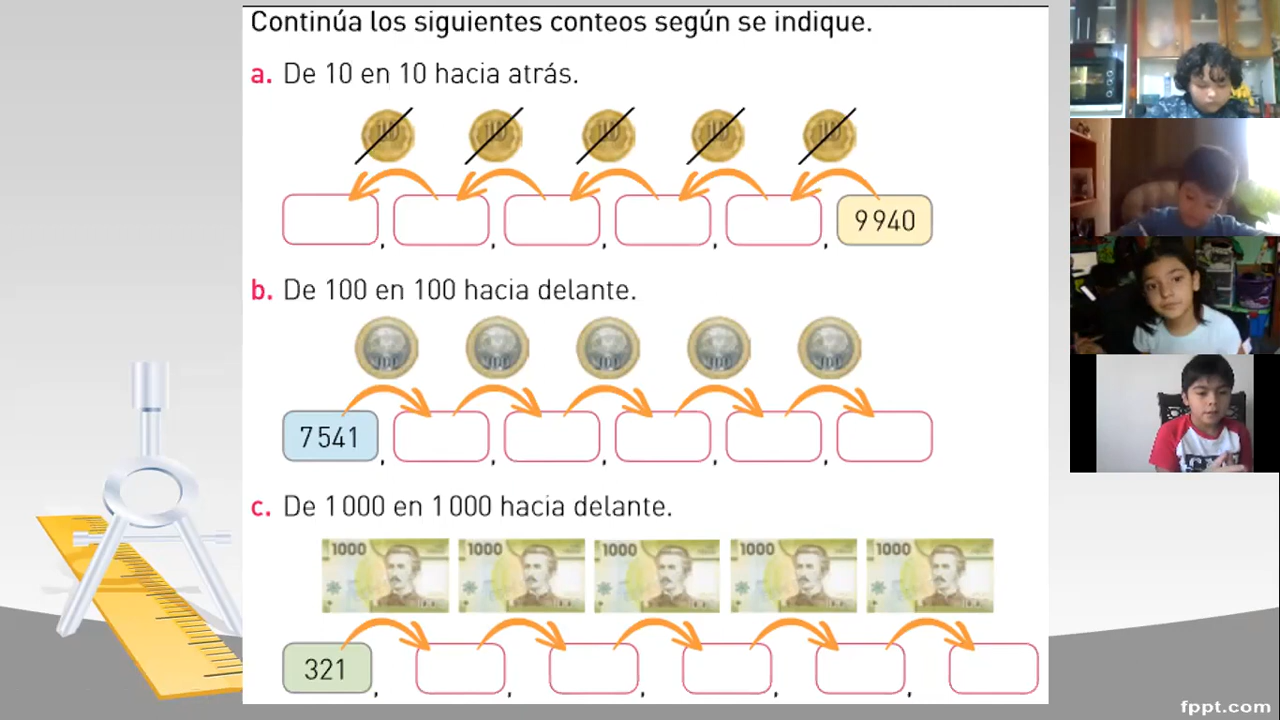 Continúa los siguientes conteos según se indique.
a. De 10 en 10 hacia atrás.
, , , , , 9 940
b. De 100 en 100 hacia delante.
7 541 , , , , ,
c. De 1 000 en 1 000 hacia delante.
1000 1000 1000 1000 1000
321 , , , , ,
fppt.com